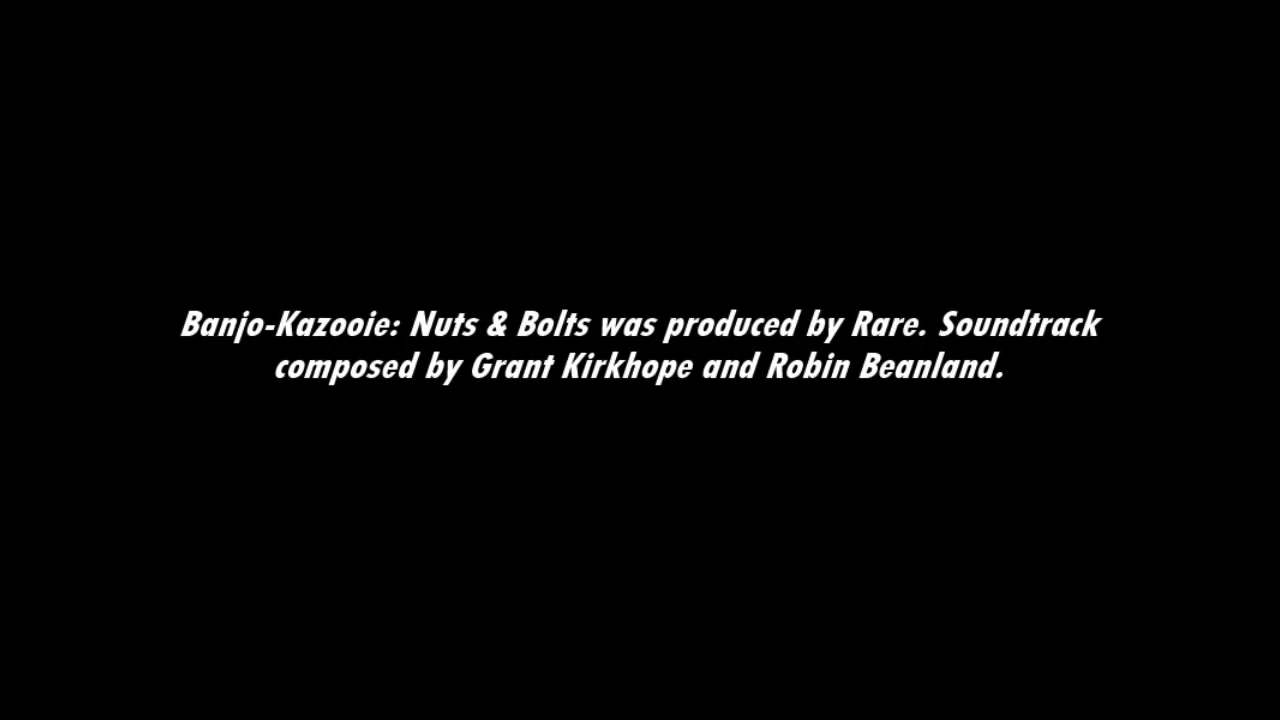 Banjo-Kazooie: Nuts & Bolts was produced by Rare. Soundtrack
composed by Grant Kirkhope and Robin Beanland.